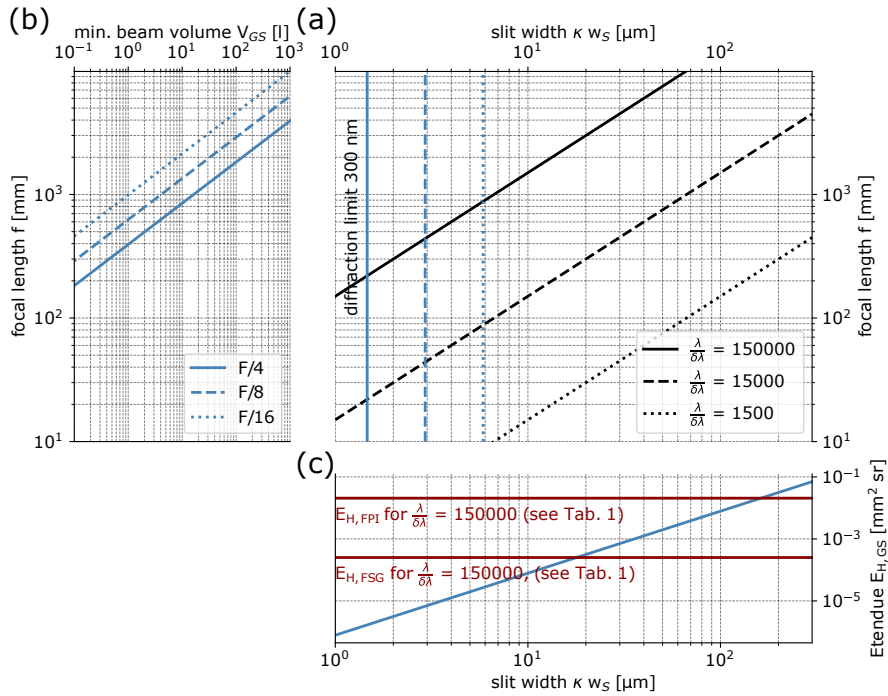 (b)
min. beam volume V_GS [l]
10^−1 10^0 10^1 10^2 10^3
focal length f [mm]
10^3
10^2
10^1
F/4
F/8
F/16
(a)
slit width κ w_S [μm]
10^0 10^1 10^2
diffraction limit 300 nm
λ/δλ = 150000
λ/δλ = 15000
λ/δλ = 1500
10^3
10^2
10^1
focal length f [mm]
(c)
E_H,FPI for λ/δλ = 150000 (see Tab. 1)
E_H,FSG for λ/δλ = 150000, (see Tab. 1)
10^−1
10^−3
10^−5
Etendue E_H,GS [mm² sr]
10^0 10^1 10^2
slit width κ w_S [μm]